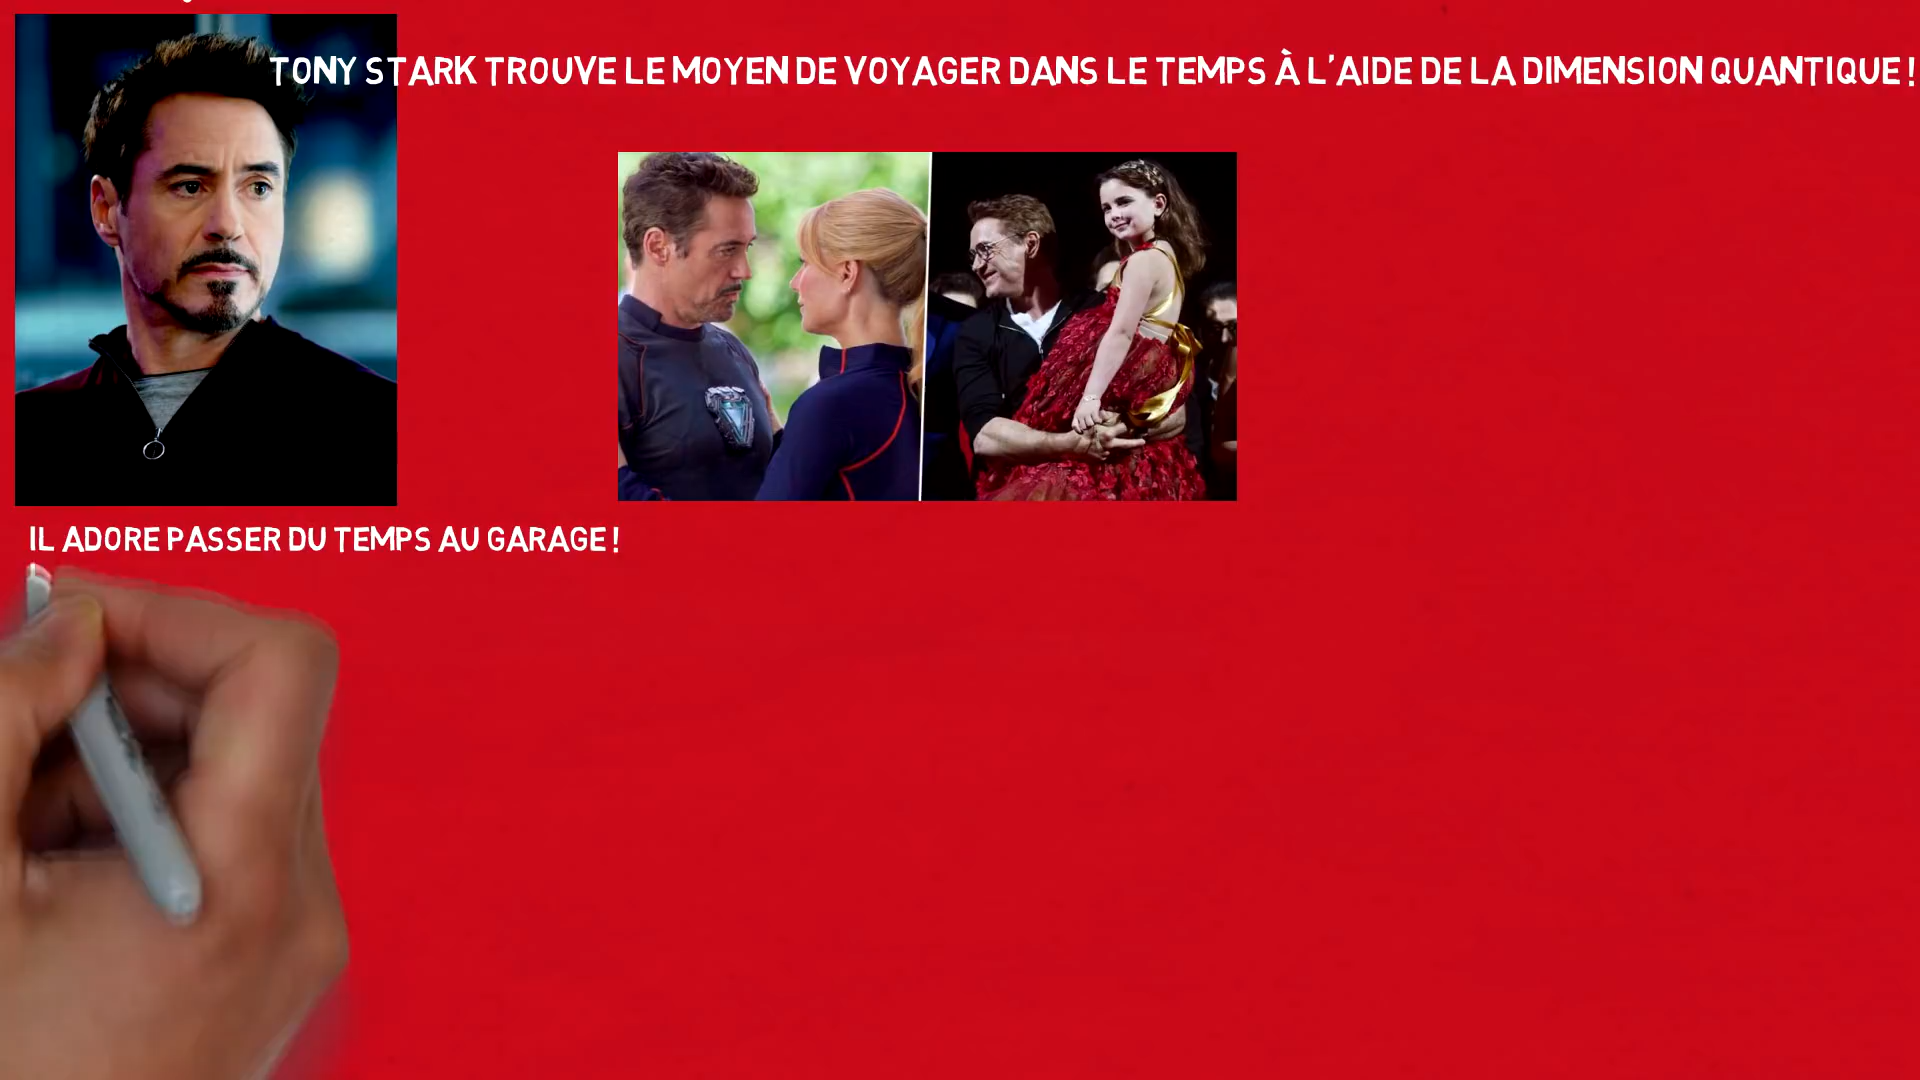 TONY STARK TROUVE LE MOYEN DE VOYAGER DANS LE TEMPS À L'AIDE DE LA DIMENSION QUANTIQUE !
IL ADORE PASSER DU TEMPS AU GARAGE !